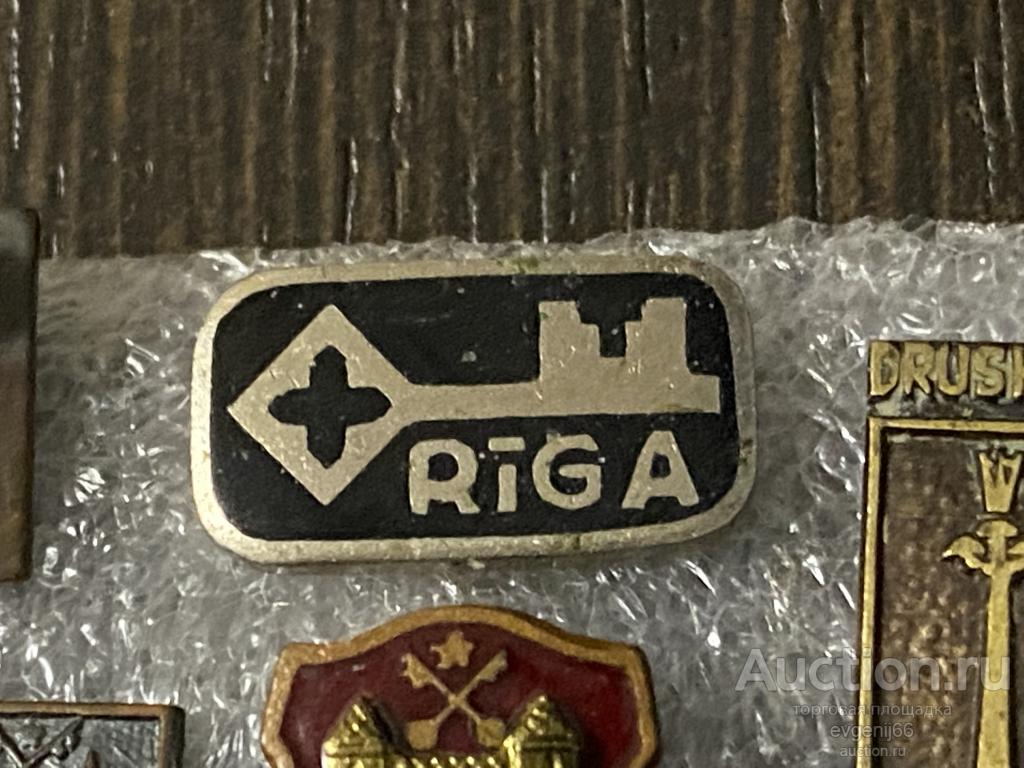 RĪGA
DRUSK
Auction.ru
торговая площадка
evgenij66
auction.ru